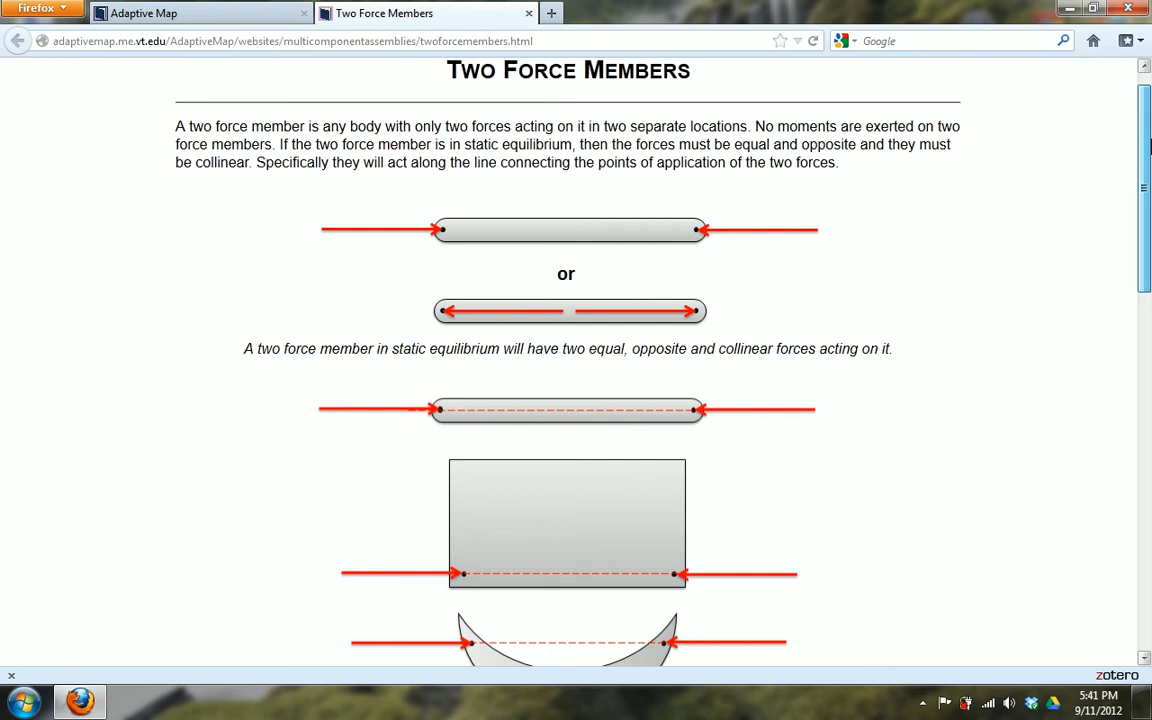 Firefox
Adaptive Map
Two Force Members
adaptivemap.me.vt.edu/AdaptiveMap/websites/multicomponentassemblies/twoforcemembers.html
Google
TWO FORCE MEMBERS
A two force member is any body with only two forces acting on it in two separate locations. No moments are exerted on two
force members. If the two force member is in static equilibrium, then the forces must be equal and opposite and they must
be collinear. Specifically they will act along the line connecting the points of application of the two forces.
or
A two force member in static equilibrium will have two equal, opposite and collinear forces acting on it.
zotero
5:41 PM
9/11/2012